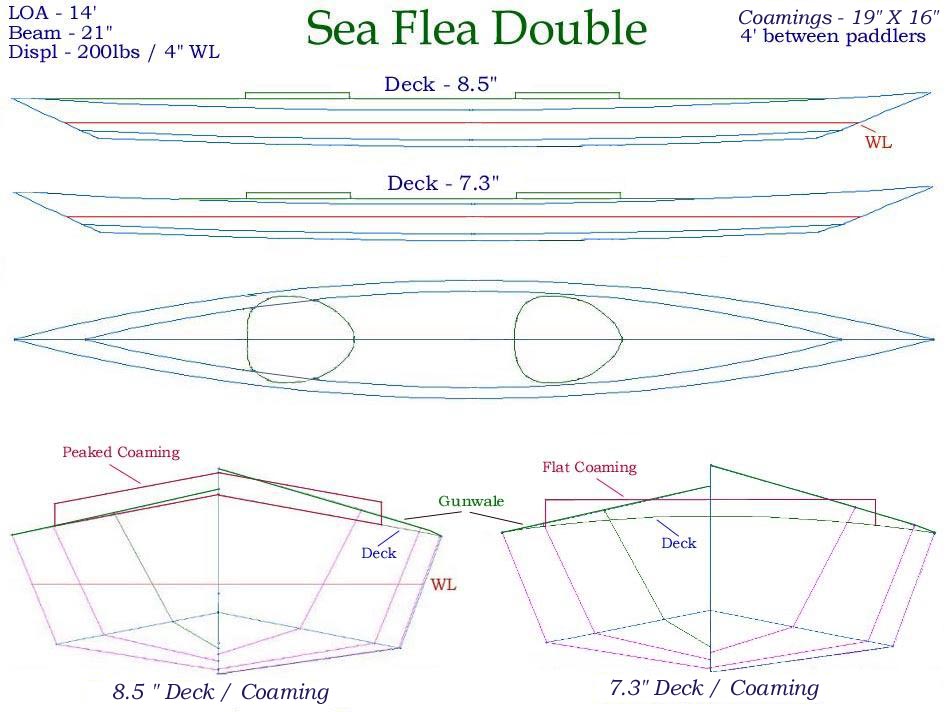 LOA - 14'
Beam - 21"
Displ - 200lbs / 4" WL
Sea Flea Double
Coamings - 19" X 16"
4' between paddlers
Deck - 8.5"
WL
Deck - 7.3"
Peaked Coaming
Gunwale
Deck
WL
8.5 " Deck / Coaming
Flat Coaming
Deck
7.3" Deck / Coaming